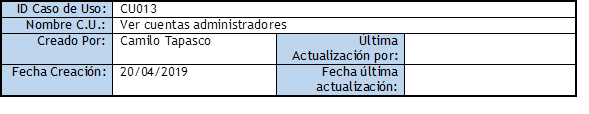 ID Caso de Uso: CU013
Nombre C.U.: Ver cuentas administradores
Creado Por: Camilo Tapasco Última
Actualización por:
Fecha Creación: 20/04/2019 Fecha última
actualización: